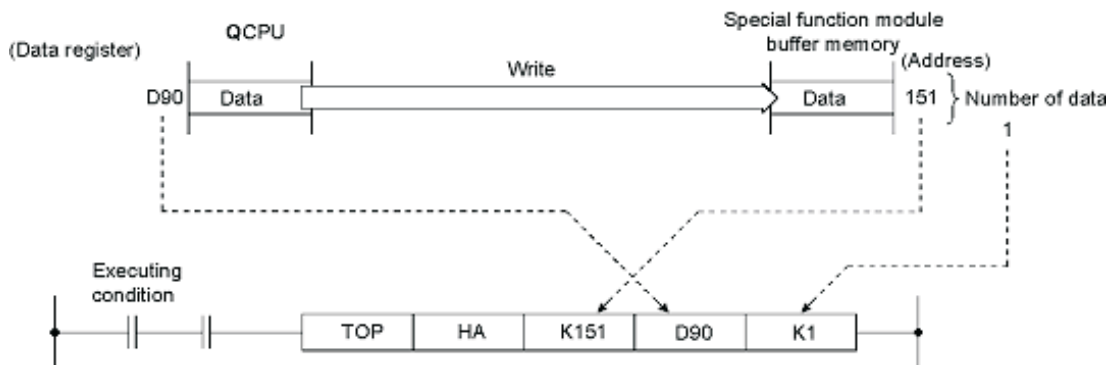 QCPU
Special function module
buffer memory
(Data register)
(Address)
Write
D90
Data
Data
151
Number of data
1
Executing
condition
TOP
HA
K151
D90
K1